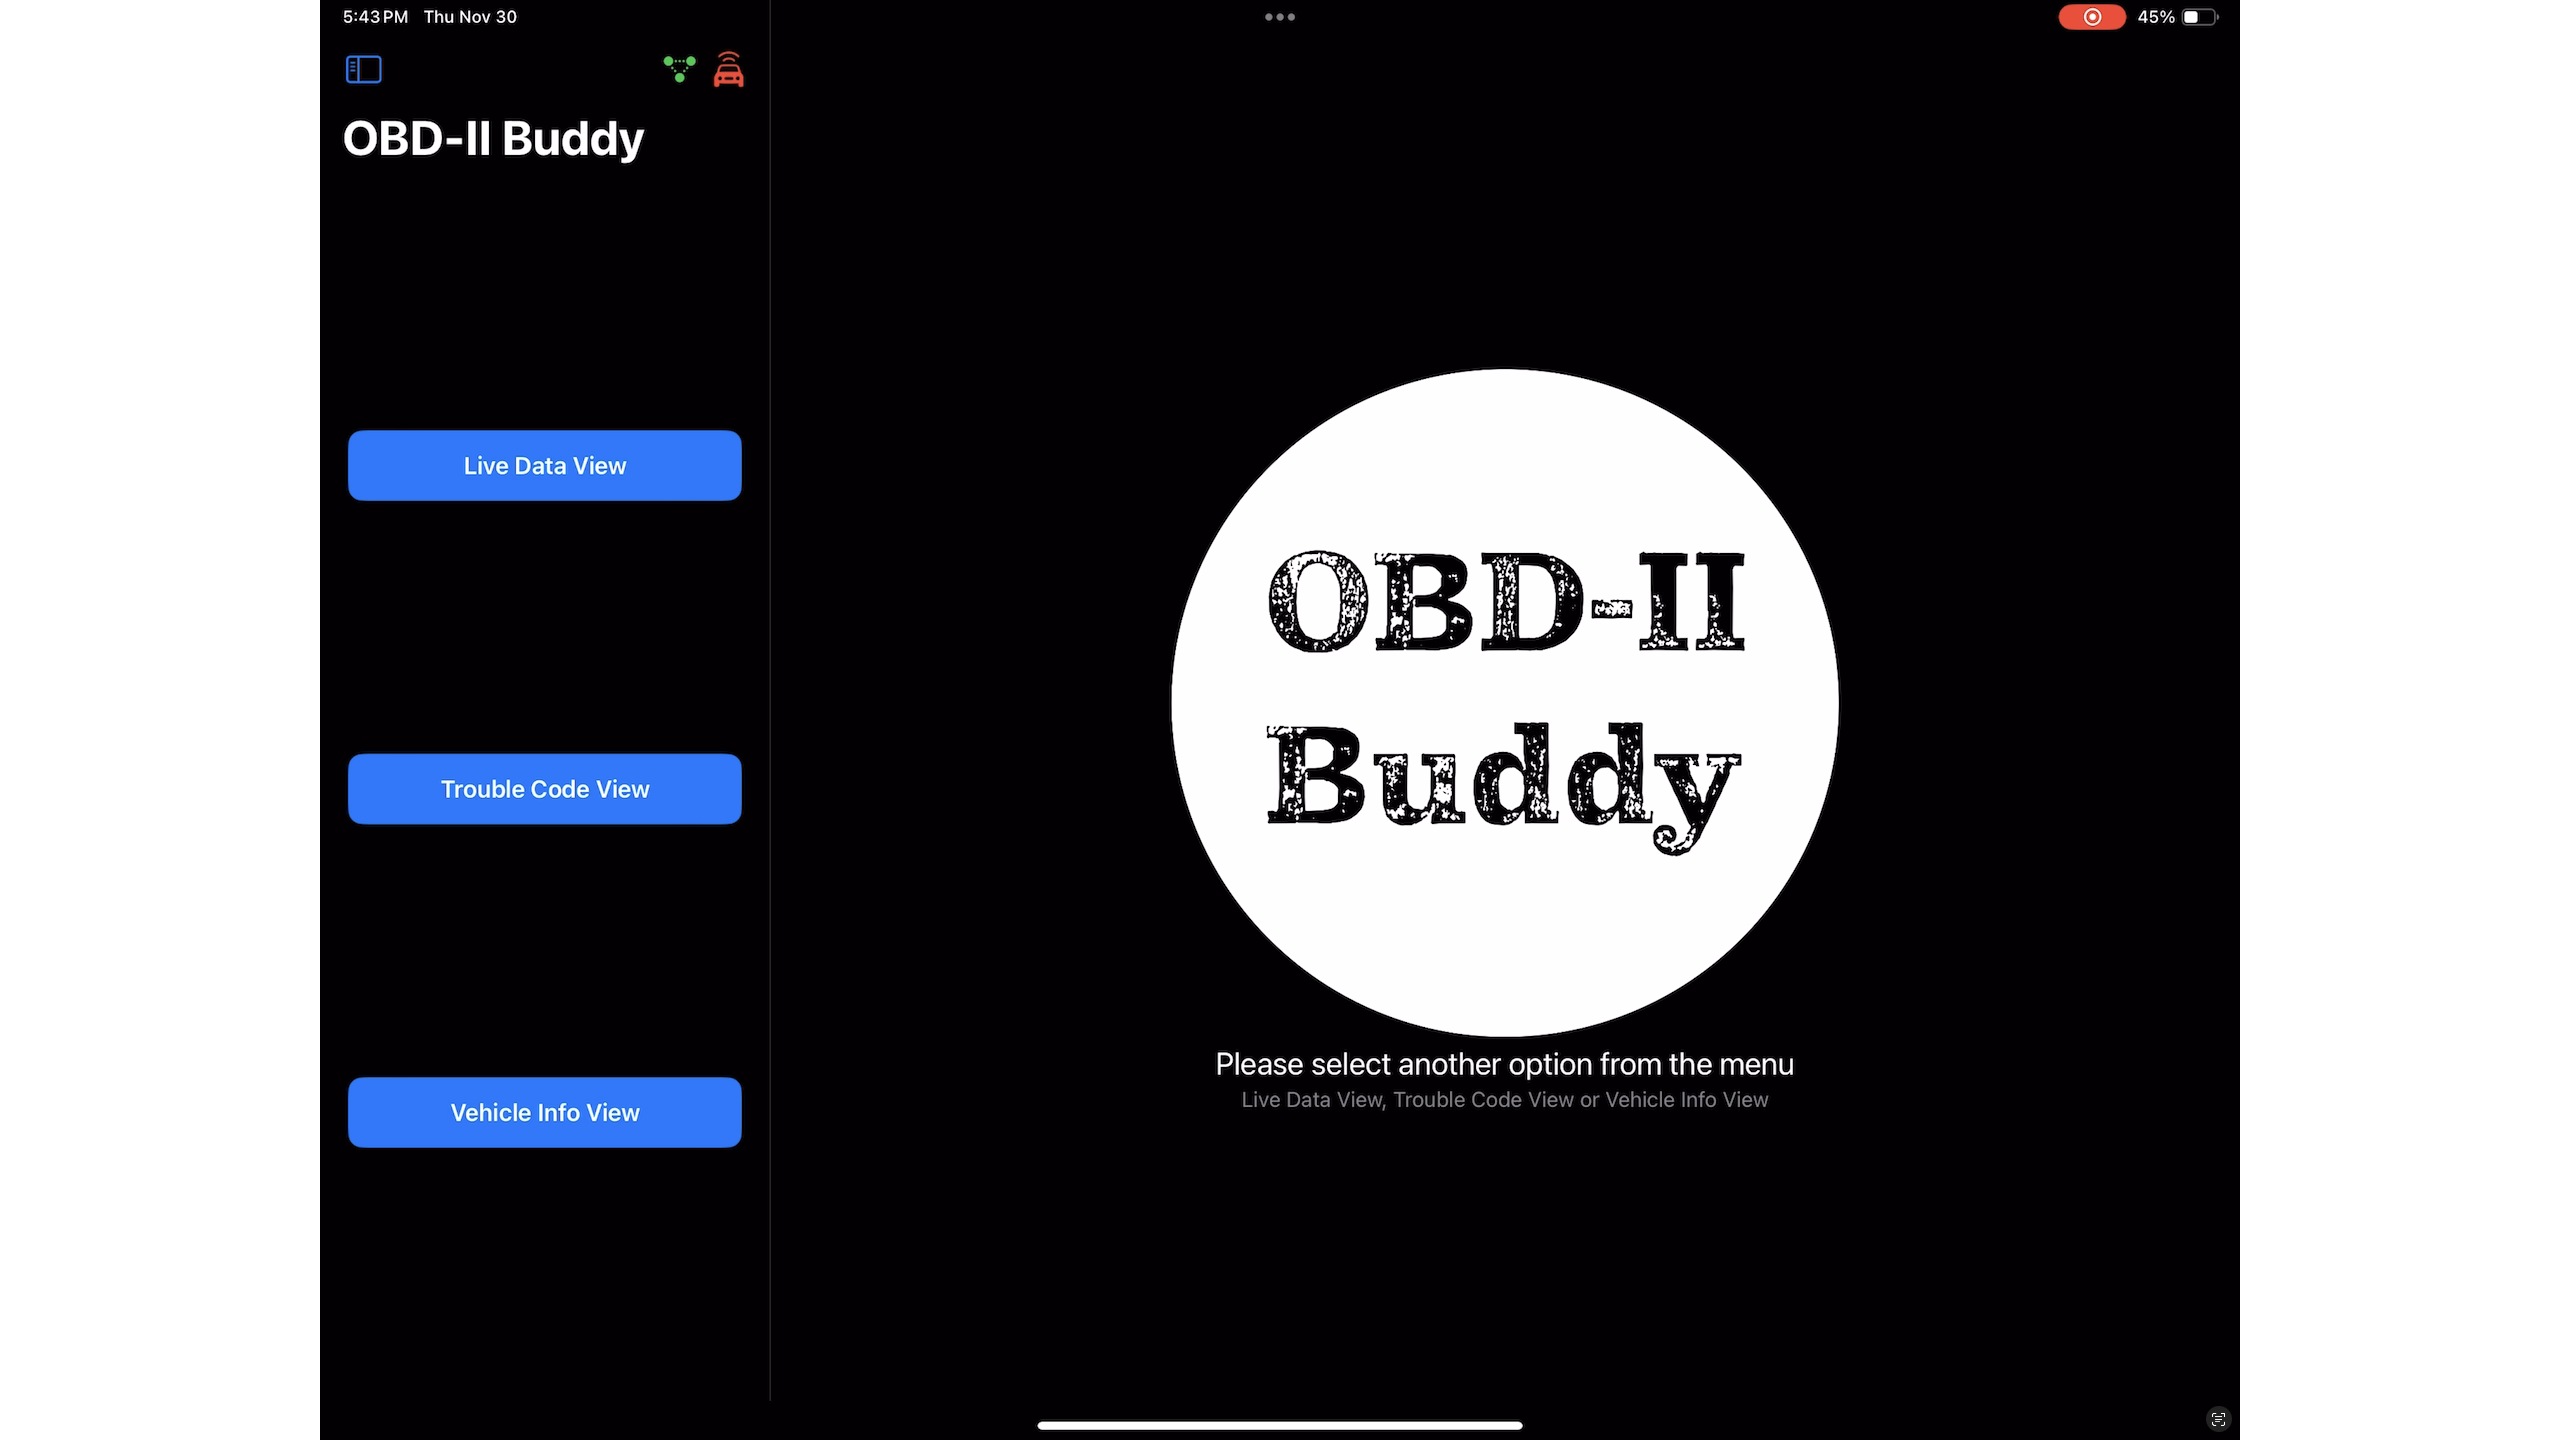 5:43 PM Thu Nov 30
45%
OBD-II Buddy
Live Data View
Trouble Code View
Vehicle Info View
OBD-II
Buddy
Please select another option from the menu
Live Data View, Trouble Code View or Vehicle Info View